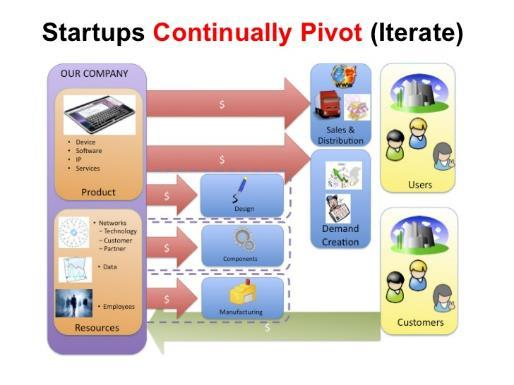 Startups Continually Pivot (Iterate)
OUR COMPANY
• Device
• Software
• IP
• Services
Product
• Networks
– Technology
– Customer
– Partner
• Data
• Employees
Resources
$
$
$
Design
$
Components
$
Manufacturing
$
WWW
Sales &
Distribution
Demand
Creation
Users
Customers